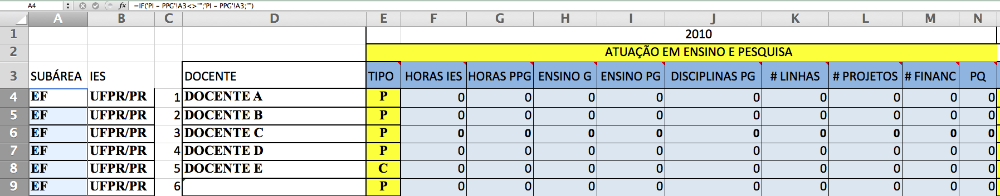 A4 fx =IF('PI - PPG'!A3<>"";'PI - PPG'!A3;"")
A B C D E F G H I J K L M N
1 2010
2 ATUAÇÃO EM ENSINO E PESQUISA
3 SUBÁREA IES DOCENTE TIPO HORAS IES HORAS PPG ENSINO G ENSINO PG DISCIPLINAS PG # LINHAS # PROJETOS # FINANC PQ
4 EF UFPR/PR 1 DOCENTE A P 0 0 0 0 0 0 0 0 0
5 EF UFPR/PR 2 DOCENTE B P 0 0 0 0 0 0 0 0 0
6 EF UFPR/PR 3 DOCENTE C P 0 0 0 0 0 0 0 0 0
7 EF UFPR/PR 4 DOCENTE D P 0 0 0 0 0 0 0 0 0
8 EF UFPR/PR 5 DOCENTE E C 0 0 0 0 0 0 0 0 0
9 EF UFPR/PR 6 P 0 0 0 0 0 0 0 0 0